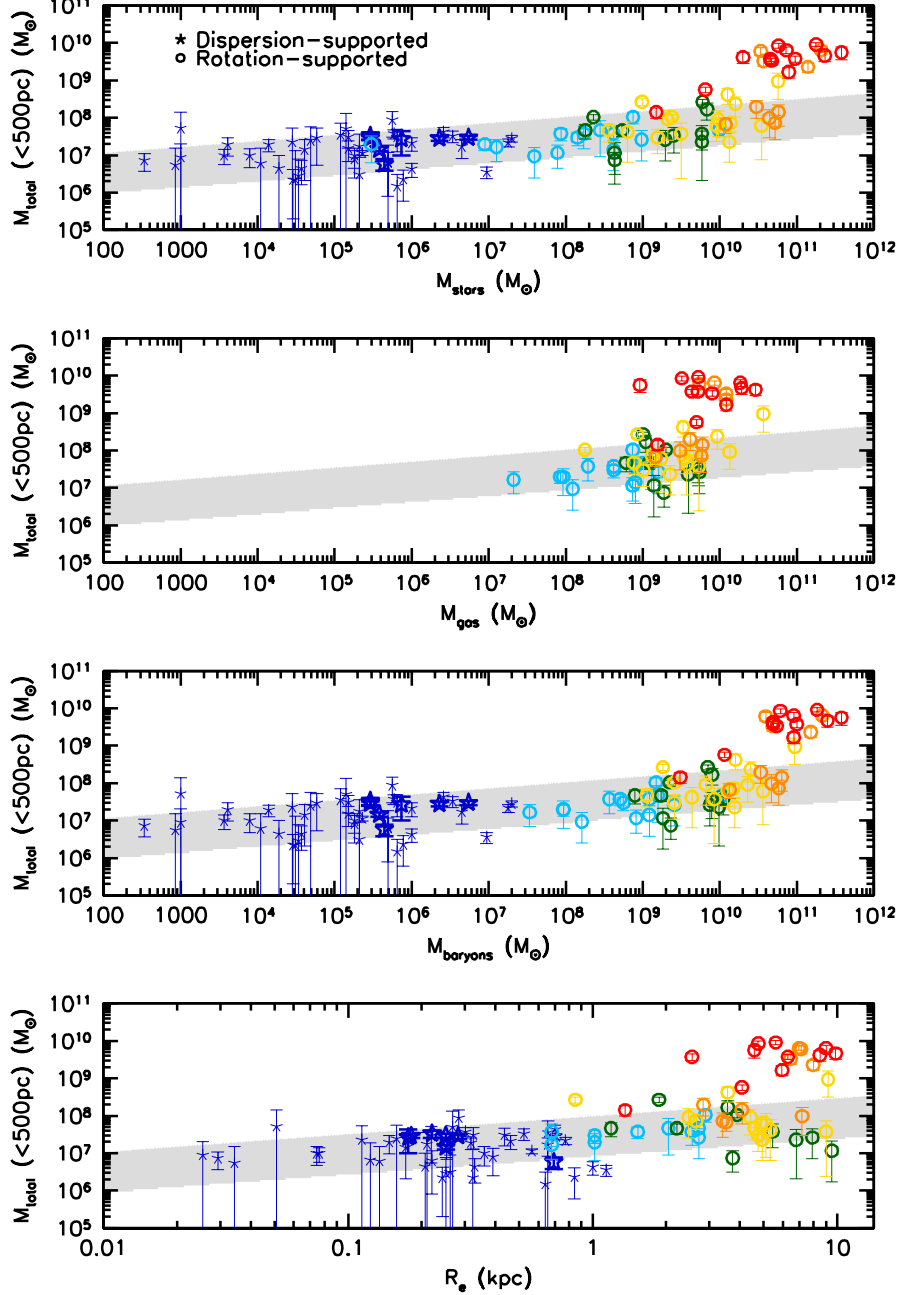 10¹¹
10¹⁰
10⁹
10⁸
10⁷
10⁶
10⁵
M_total (<500pc) (M_⊙)
★ Dispersion-supported
○ Rotation-supported
100 1000 10⁴ 10⁵ 10⁶ 10⁷ 10⁸ 10⁹ 10¹⁰ 10¹¹ 10¹²
M_stars (M_⊙)
10¹¹
10¹⁰
10⁹
10⁸
10⁷
10⁶
10⁵
M_total (<500pc) (M_⊙)
100 1000 10⁴ 10⁵ 10⁶ 10⁷ 10⁸ 10⁹ 10¹⁰ 10¹¹ 10¹²
M_gas (M_⊙)
10¹¹
10¹⁰
10⁹
10⁸
10⁷
10⁶
10⁵
M_total (<500pc) (M_⊙)
100 1000 10⁴ 10⁵ 10⁶ 10⁷ 10⁸ 10⁹ 10¹⁰ 10¹¹ 10¹²
M_baryons (M_⊙)
10¹¹
10¹⁰
10⁹
10⁸
10⁷
10⁶
10⁵
M_total (<500pc) (M_⊙)
0.01 0.1 1 10
R_e (kpc)